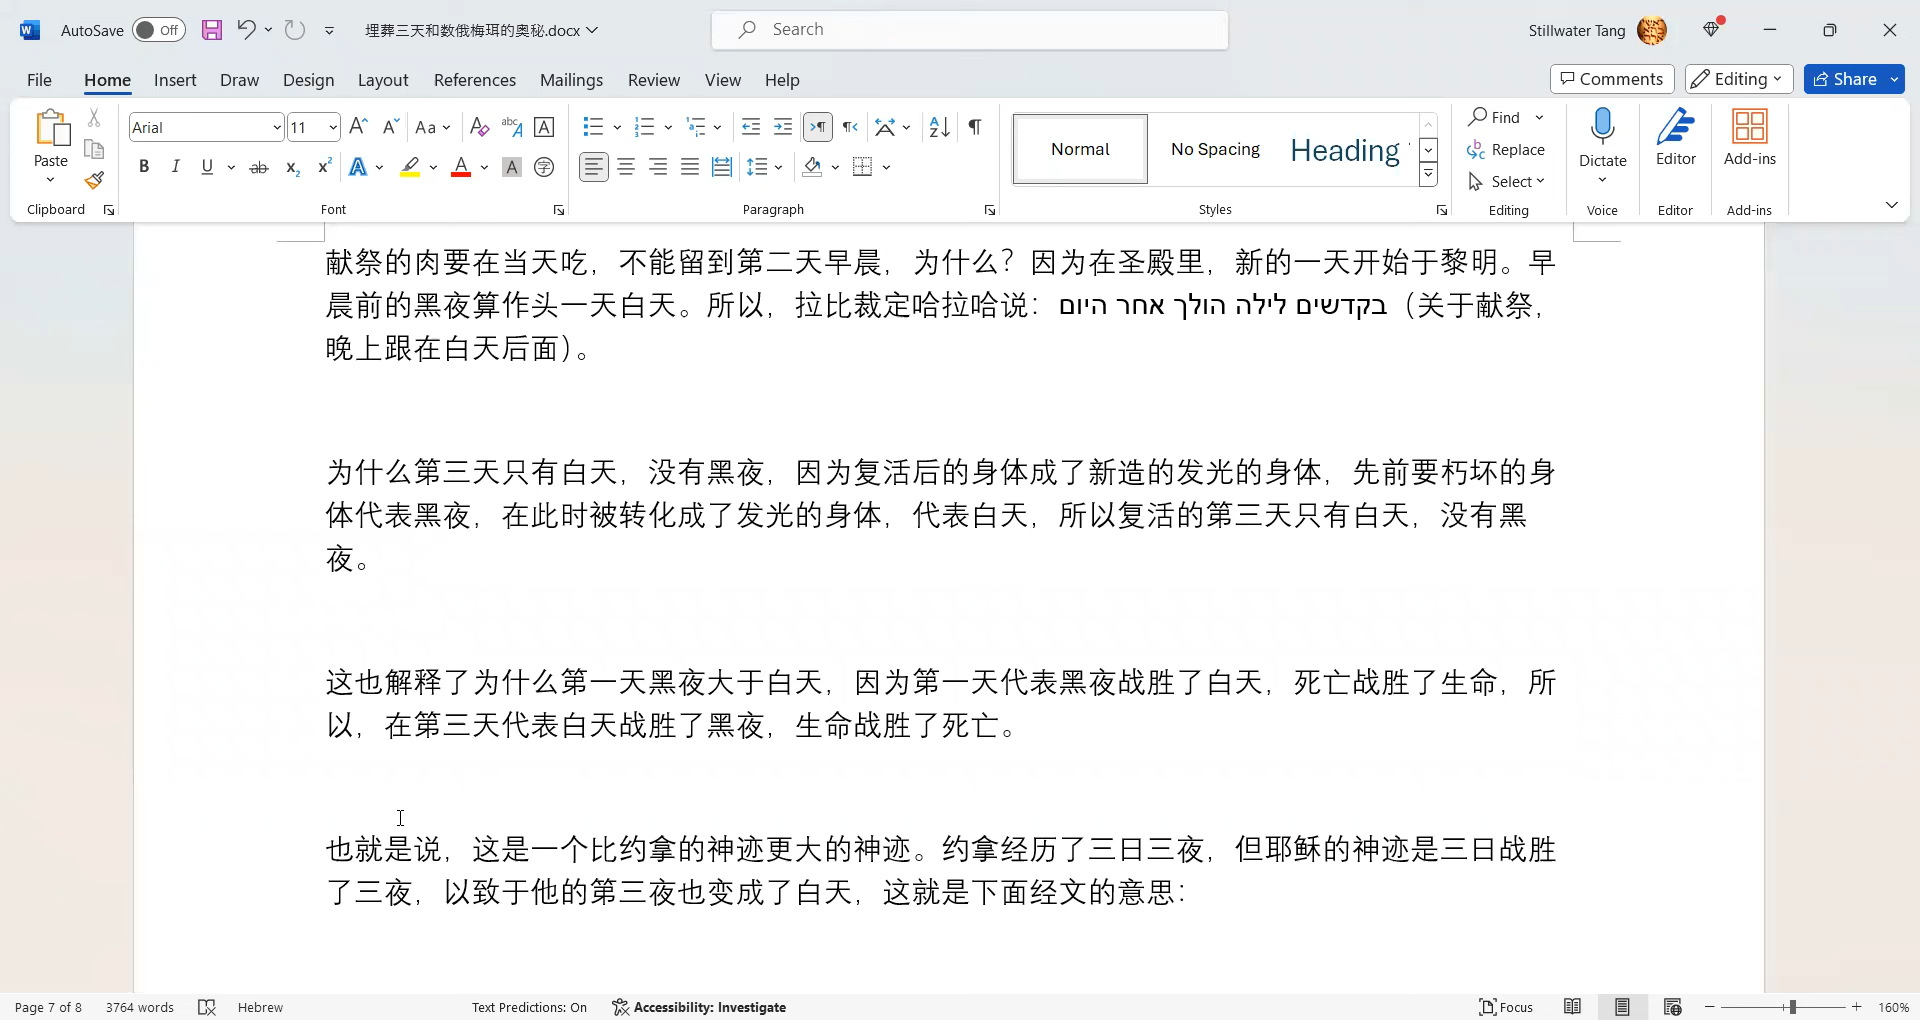 AutoSave Off 埋葬三天和数俄梅珥的奥秘.docx Search Stillwater Tang
File Home Insert Draw Design Layout References Mailings Review View Help Comments Editing Share
Arial 11 Aa
Paste
Normal No Spacing Heading
Find
Replace
Select
Dictate Editor Add-ins
Clipboard Font Paragraph Styles Editing Voice Editor Add-ins
献祭的肉要在当天吃，不能留到第二天早晨，为什么？因为在圣殿里，新的一天开始于黎明。早
晨前的黑夜算作头一天白天。所以，拉比裁定哈拉哈说：בקדשים לילה הולך אחר היום（关于献祭，
晚上跟在白天后面）。
为什么第三天只有白天，没有黑夜，因为复活后的身体成了新造的发光的身体，先前要朽坏的身
体代表黑夜，在此时被转化成了发光的身体，代表白天，所以复活的第三天只有白天，没有黑
夜。
这也解释了为什么第一天黑夜大于白天，因为第一天代表黑夜战胜了白天，死亡战胜了生命，所
以，在第三天代表白天战胜了黑夜，生命战胜了死亡。
也就是说，这是一个比约拿的神迹更大的神迹。约拿经历了三日三夜，但耶稣的神迹是三日战胜
了三夜，以致于他的第三夜也变成了白天，这就是下面经文的意思：
Page 7 of 8 3764 words Hebrew Text Predictions: On Accessibility: Investigate Focus 160%